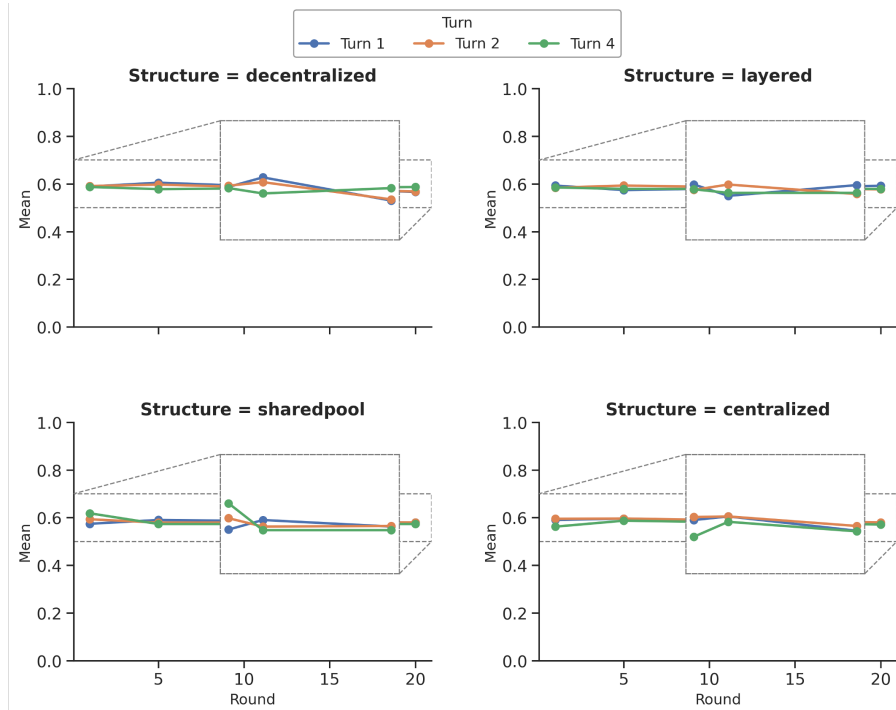 Turn
Turn 1 Turn 2 Turn 4
Structure = decentralized
Structure = layered
1.0
0.8
0.6
0.4
0.2
0.0
Mean
1.0
0.8
0.6
0.4
0.2
0.0
Mean
Structure = sharedpool
Structure = centralized
1.0
0.8
0.6
0.4
0.2
0.0
Mean
5 10 15 20
Round
1.0
0.8
0.6
0.4
0.2
0.0
Mean
5 10 15 20
Round